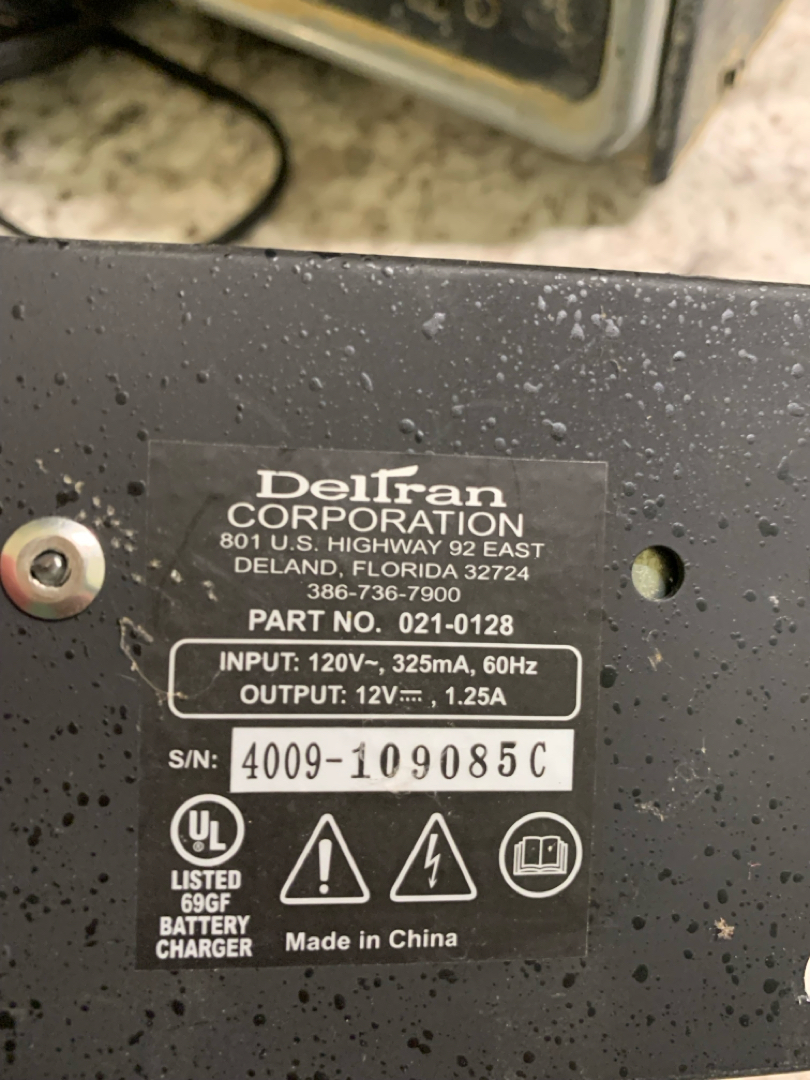 Deltran
CORPORATION
801 U.S. HIGHWAY 92 EAST
DELAND, FLORIDA 32724
386-736-7900
PART NO. 021-0128
INPUT: 120V~, 325mA, 60Hz
OUTPUT: 12V⎓, 1.25A
S/N: 4009-109085C
UL
®
LISTED
69GF
BATTERY
CHARGER
Made in China